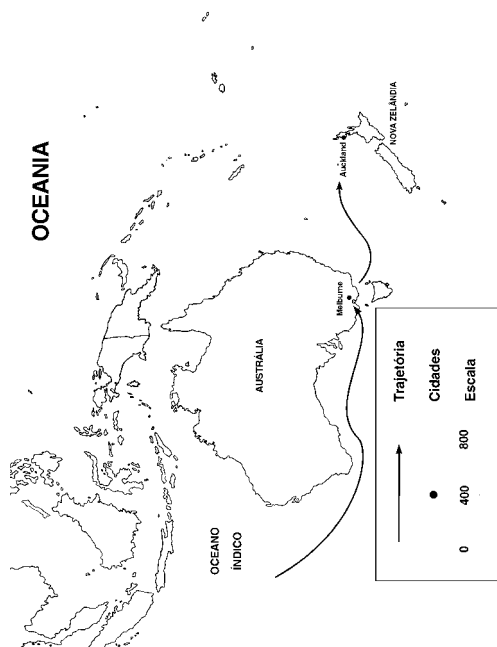 OCEANIA
OCEANO
ÍNDICO
AUSTRÁLIA
Melburne
Auckland
NOVA ZELÂNDIA
Trajetória
Cidades
Escala
0 400 800